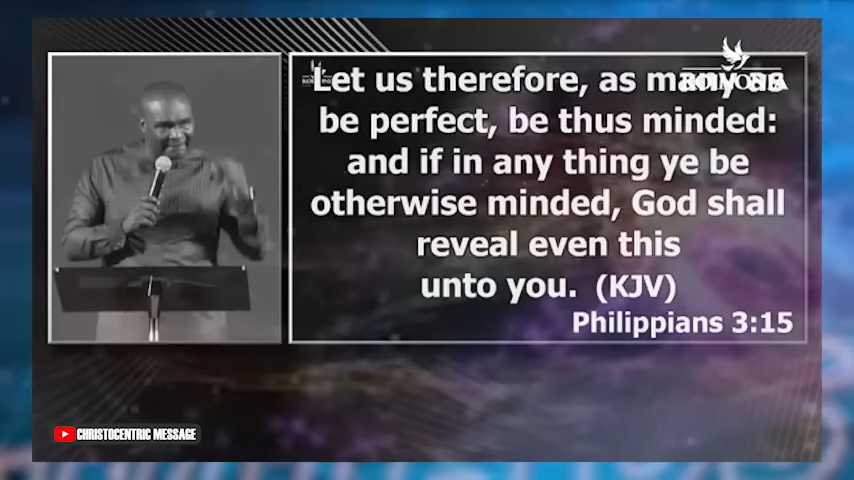 Let us therefore, as many as
be perfect, be thus minded:
and if in any thing ye be
otherwise minded, God shall
reveal even this
unto you. (KJV)
Philippians 3:15
CHRISTOCENTRIC MESSAGE